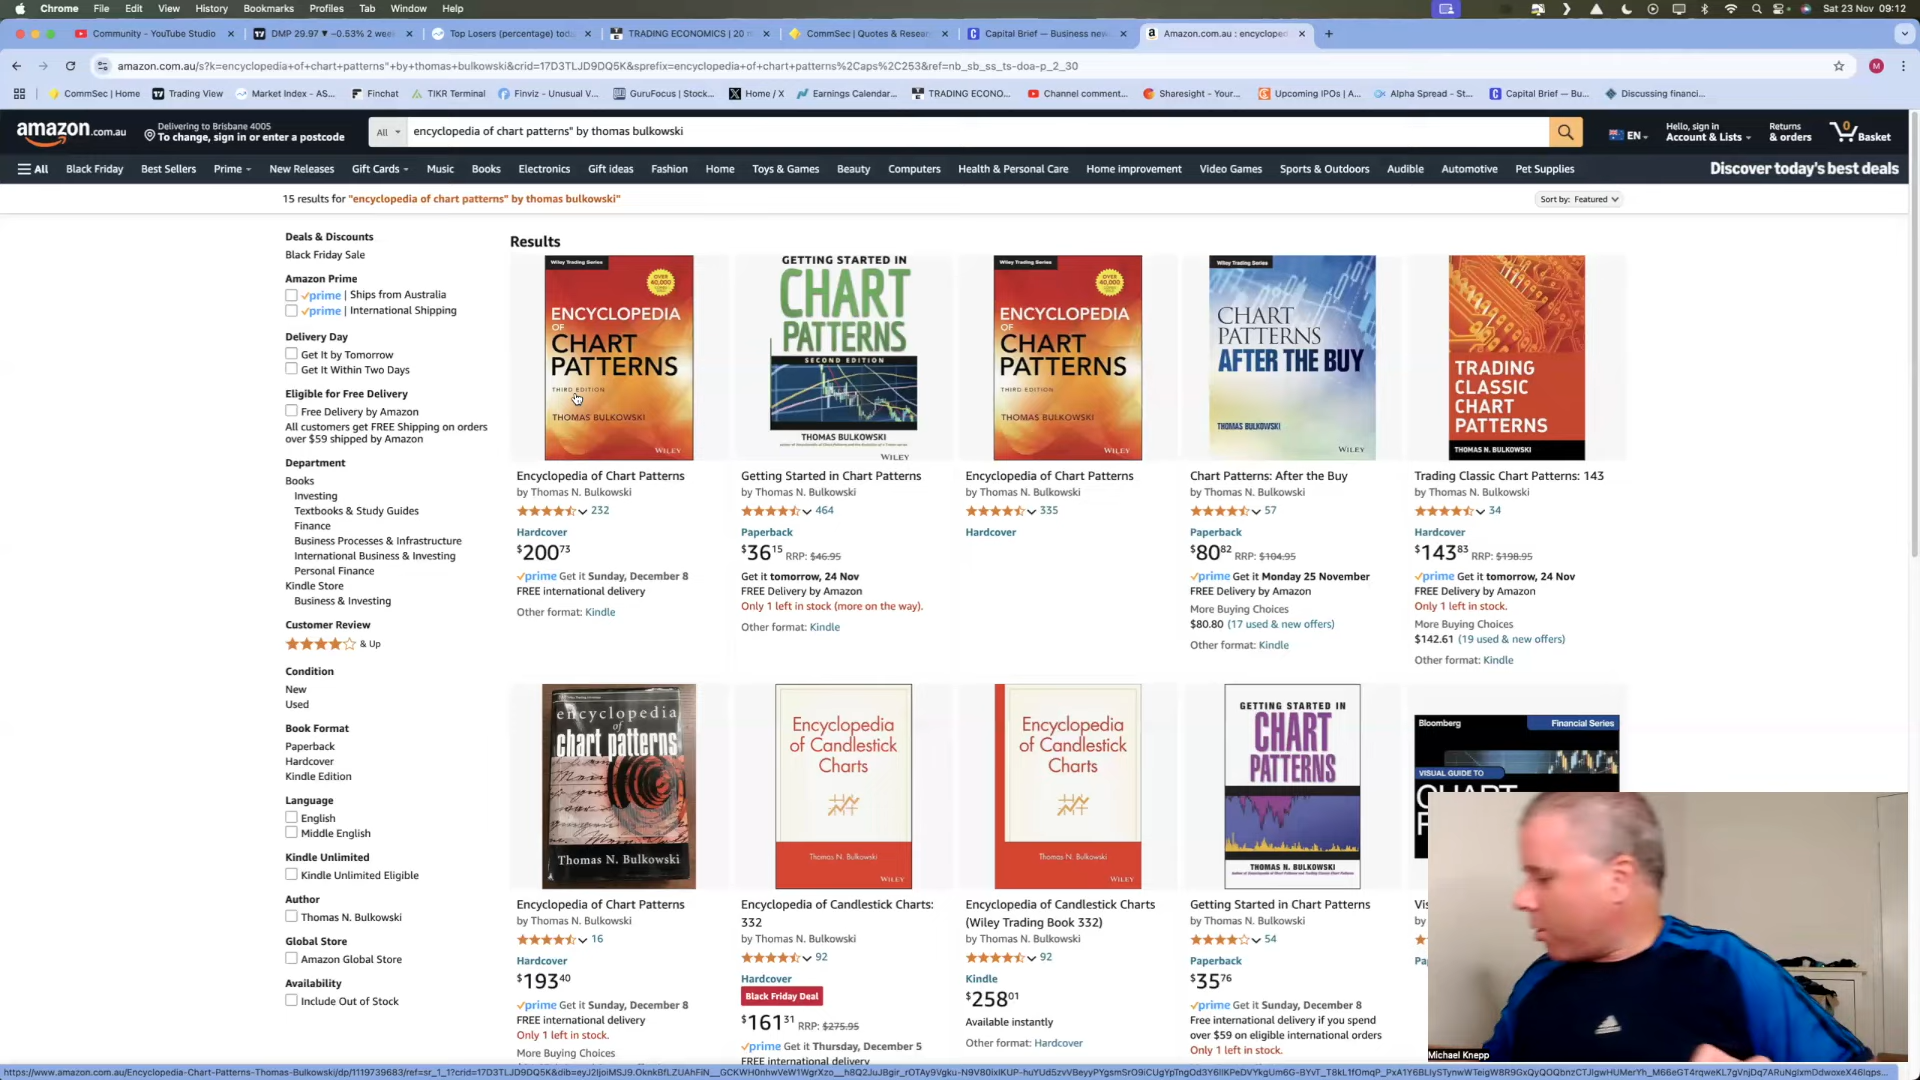 Chrome File Edit View History Bookmarks Profiles Tab Window Help Sat 23 Nov 09:12
Community - YouTube Studio DMP 29.97 ▼ −0.53% 2 wee Top Losers (percentage) tod TRADING ECONOMICS | 20 m CommSec | Quotes & Resear Capital Brief — Business new Amazon.com.au : encycloped
amazon.com.au/s?k=encyclopedia+of+chart+patterns"+by+thomas+bulkowski&crid=17D3TLJD9DQ5K&sprefix=encyclopedia+of+chart+patterns%2Caps%2C253&ref=nb_sb_ss_ts-doa-p_2_30
CommSec | Home Trading View Market Index - AS... Finchat TIKR Terminal Finviz - Unusual V... GuruFocus | Stock... Home / X Earnings Calendar... TRADING ECONO... Channel comment... Sharesight - Your... Upcoming IPOs | A... Alpha Spread - St... Capital Brief — Bu... Discussing financi...
amazon.com.au
Delivering to Brisbane 4005
To change, sign in or enter a postcode
All encyclopedia of chart patterns" by thomas bulkowski
EN
Hello, sign in
Account & Lists
Returns
& orders
0
Basket
All Black Friday Best Sellers Prime New Releases Gift Cards Music Books Electronics Gift ideas Fashion Home Toys & Games Beauty Computers Health & Personal Care Home improvement Video Games Sports & Outdoors Audible Automotive Pet Supplies Discover today's best deals
15 results for "encyclopedia of chart patterns" by thomas bulkowski"
Sort by: Featured
Deals & Discounts
Black Friday Sale
Amazon Prime
prime | Ships from Australia
prime | International Shipping
Delivery Day
Get It by Tomorrow
Get It Within Two Days
Eligible for Free Delivery
Free Delivery by Amazon
All customers get FREE Shipping on orders
over $59 shipped by Amazon
Department
Books
Investing
Textbooks & Study Guides
Finance
Business Processes & Infrastructure
International Business & Investing
Personal Finance
Kindle Store
Business & Investing
Customer Review
& Up
Condition
New
Used
Book Format
Paperback
Hardcover
Kindle Edition
Language
English
Middle English
Kindle Unlimited
Kindle Unlimited Eligible
Author
Thomas N. Bulkowski
Global Store
Amazon Global Store
Availability
Include Out of Stock
Results
Wiley Trading Series
OVER
40,000
ENCYCLOPEDIA
OF
CHART
PATTERNS
THIRD EDITION
THOMAS BULKOWSKI
WILEY
Encyclopedia of Chart Patterns
by Thomas N. Bulkowski
232
Hardcover
$200 73
prime Get it Sunday, December 8
FREE international delivery
Other format: Kindle
GETTING STARTED IN
CHART
PATTERNS
SECOND EDITION
THOMAS BULKOWSKI
WILEY
Getting Started in Chart Patterns
by Thomas N. Bulkowski
464
Paperback
$36 15 RRP: $46.95
Get it tomorrow, 24 Nov
FREE Delivery by Amazon
Only 1 left in stock (more on the way).
Other format: Kindle
Wiley Trading Series
OVER
40,000
ENCYCLOPEDIA
OF
CHART
PATTERNS
THIRD EDITION
THOMAS BULKOWSKI
WILEY
Encyclopedia of Chart Patterns
by Thomas N. Bulkowski
335
Hardcover
Wiley Trading Series
CHART
PATTERNS
AFTER THE BUY
THOMAS BULKOWSKI
WILEY
Chart Patterns: After the Buy
by Thomas N. Bulkowski
57
Paperback
$80 82 RRP: $104.95
prime Get it Monday 25 November
FREE Delivery by Amazon
More Buying Choices
$80.80 (17 used & new offers)
Other format: Kindle
TRADING
CLASSIC
CHART
PATTERNS
THOMAS N. BULKOWSKI
Trading Classic Chart Patterns: 143
by Thomas N. Bulkowski
34
Hardcover
$143 83 RRP: $198.95
prime Get it tomorrow, 24 Nov
FREE Delivery by Amazon
Only 1 left in stock.
More Buying Choices
$142.61 (19 used & new offers)
Other format: Kindle
encyclopedia
of
chart patterns
Thomas N. Bulkowski
Encyclopedia of Chart Patterns
by Thomas N. Bulkowski
16
Hardcover
$193 40
prime Get it Sunday, December 8
FREE international delivery
Only 1 left in stock.
More Buying Choices
Encyclopedia
of Candlestick
Charts
Thomas N. Bulkowski
WILEY
Encyclopedia of Candlestick Charts:
332
by Thomas N. Bulkowski
92
Hardcover
Black Friday Deal
$161 31 RRP: $275.95
prime Get it Thursday, December 5
FREE international delivery
Encyclopedia
of Candlestick
Charts
Thomas N. Bulkowski
WILEY
Encyclopedia of Candlestick Charts
(Wiley Trading Book 332)
by Thomas N. Bulkowski
92
Kindle
$258 01
Available instantly
Other format: Hardcover
GETTING STARTED IN
CHART
PATTERNS
THOMAS N. BULKOWSKI
Getting Started in Chart Patterns
by Thomas N. Bulkowski
54
Paperback
$35 76
prime Get it Sunday, December 8
Free international delivery if you spend
over $59 on eligible international orders
Only 1 left in stock.
Bloomberg Financial Series
VISUAL GUIDE TO
Vis
by
Pa
Michael Knepp